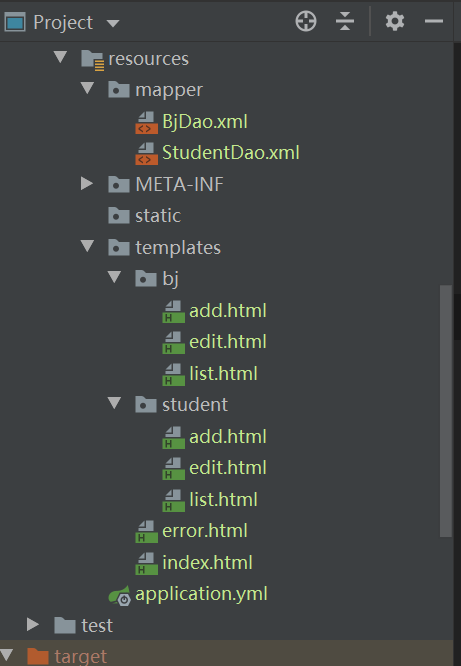 Project
resources
mapper
BjDao.xml
StudentDao.xml
META-INF
static
templates
bj
add.html
edit.html
list.html
student
add.html
edit.html
list.html
error.html
index.html
application.yml
test
target